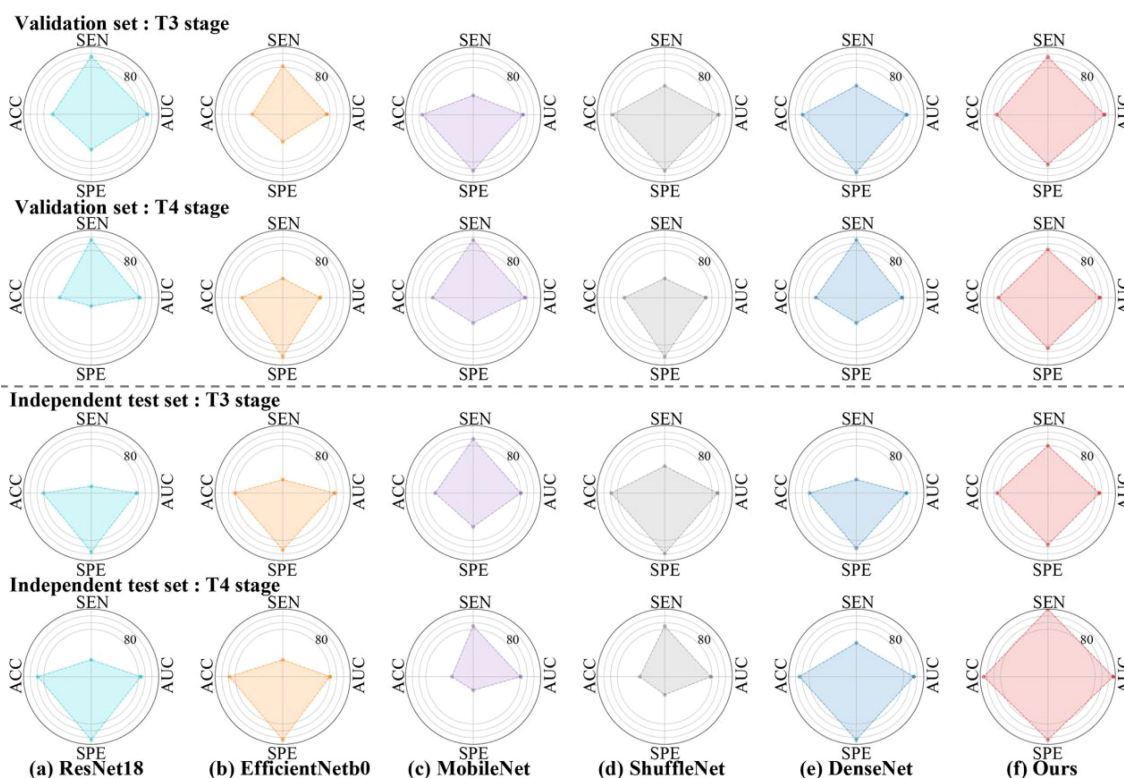 Validation set : T3 stage
SEN SEN SEN SEN SEN SEN
80 80 80 80 80 80
ACC AUC ACC AUC ACC AUC ACC AUC ACC AUC ACC AUC
SPE SPE SPE SPE SPE SPE
Validation set : T4 stage
SEN SEN SEN SEN SEN SEN
80 80 80 80 80 80
ACC AUC ACC AUC ACC AUC ACC AUC ACC AUC ACC AUC
SPE SPE SPE SPE SPE SPE
Independent test set : T3 stage
SEN SEN SEN SEN SEN SEN
80 80 80 80 80 80
ACC AUC ACC AUC ACC AUC ACC AUC ACC AUC ACC AUC
SPE SPE SPE SPE SPE SPE
Independent test set : T4 stage
SEN SEN SEN SEN SEN SEN
80 80 80 80 80 80
ACC AUC ACC AUC ACC AUC ACC AUC ACC AUC ACC AUC
SPE SPE SPE SPE SPE SPE
(a) ResNet18 (b) EfficientNetb0 (c) MobileNet (d) ShuffleNet (e) DenseNet (f) Ours